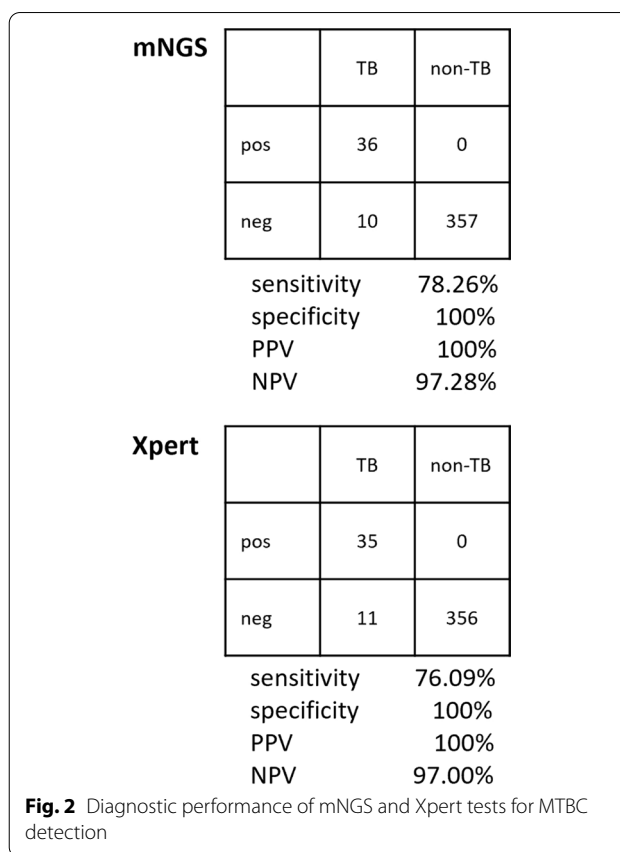 mNGS
TB non-TB
pos 36 0
neg 10 357
sensitivity 78.26%
specificity 100%
PPV 100%
NPV 97.28%
Xpert
TB non-TB
pos 35 0
neg 11 356
sensitivity 76.09%
specificity 100%
PPV 100%
NPV 97.00%
Fig. 2 Diagnostic performance of mNGS and Xpert tests for MTBC
detection